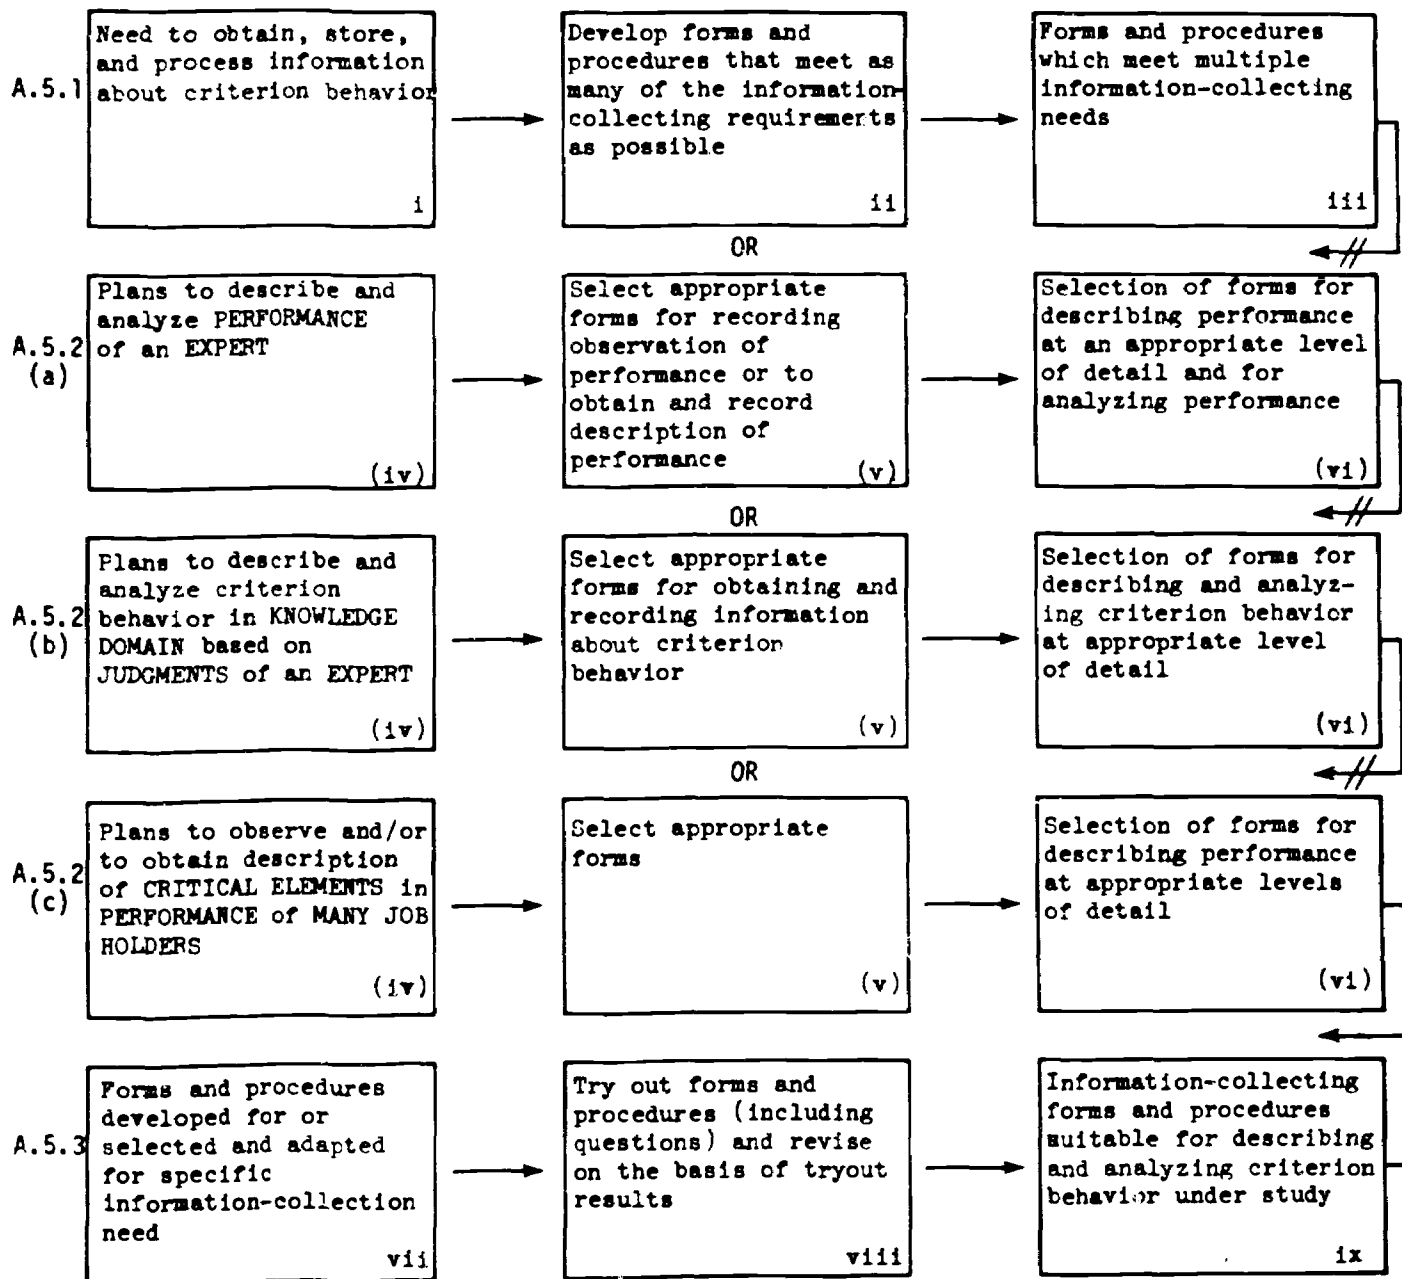 A.5.1
Need to obtain, store,
and process information
about criterion behavior
i
Develop forms and
procedures that meet as
many of the information-
collecting requirements
as possible
ii
Forms and procedures
which meet multiple
information-collecting
needs
iii
OR
A.5.2
(a)
Plans to describe and
analyze PERFORMANCE
of an EXPERT
(iv)
Select appropriate
forms for recording
observation of
performance or to
obtain and record
description of
performance
(v)
Selection of forms for
describing performance
at an appropriate level
of detail and for
analyzing performance
(vi)
OR
A.5.2
(b)
Plans to describe and
analyze criterion
behavior in KNOWLEDGE
DOMAIN based on
JUDGMENTS of an EXPERT
(iv)
Select appropriate
forms for obtaining and
recording information
about criterion
behavior
(v)
Selection of forms for
describing and analyz-
ing criterion behavior
at appropriate level
of detail
(vi)
OR
A.5.2
(c)
Plans to observe and/or
to obtain description
of CRITICAL ELEMENTS in
PERFORMANCE of MANY JOB
HOLDERS
(iv)
Select appropriate
forms
(v)
Selection of forms for
describing performance
at appropriate levels
of detail
(vi)
A.5.3
Forms and procedures
developed for or
selected and adapted
for specific
information-collection
need
vii
Try out forms and
procedures (including
questions) and revise
on the basis of tryout
results
viii
Information-collecting
forms and procedures
suitable for describing
and analyzing criterion
behavior under study
ix